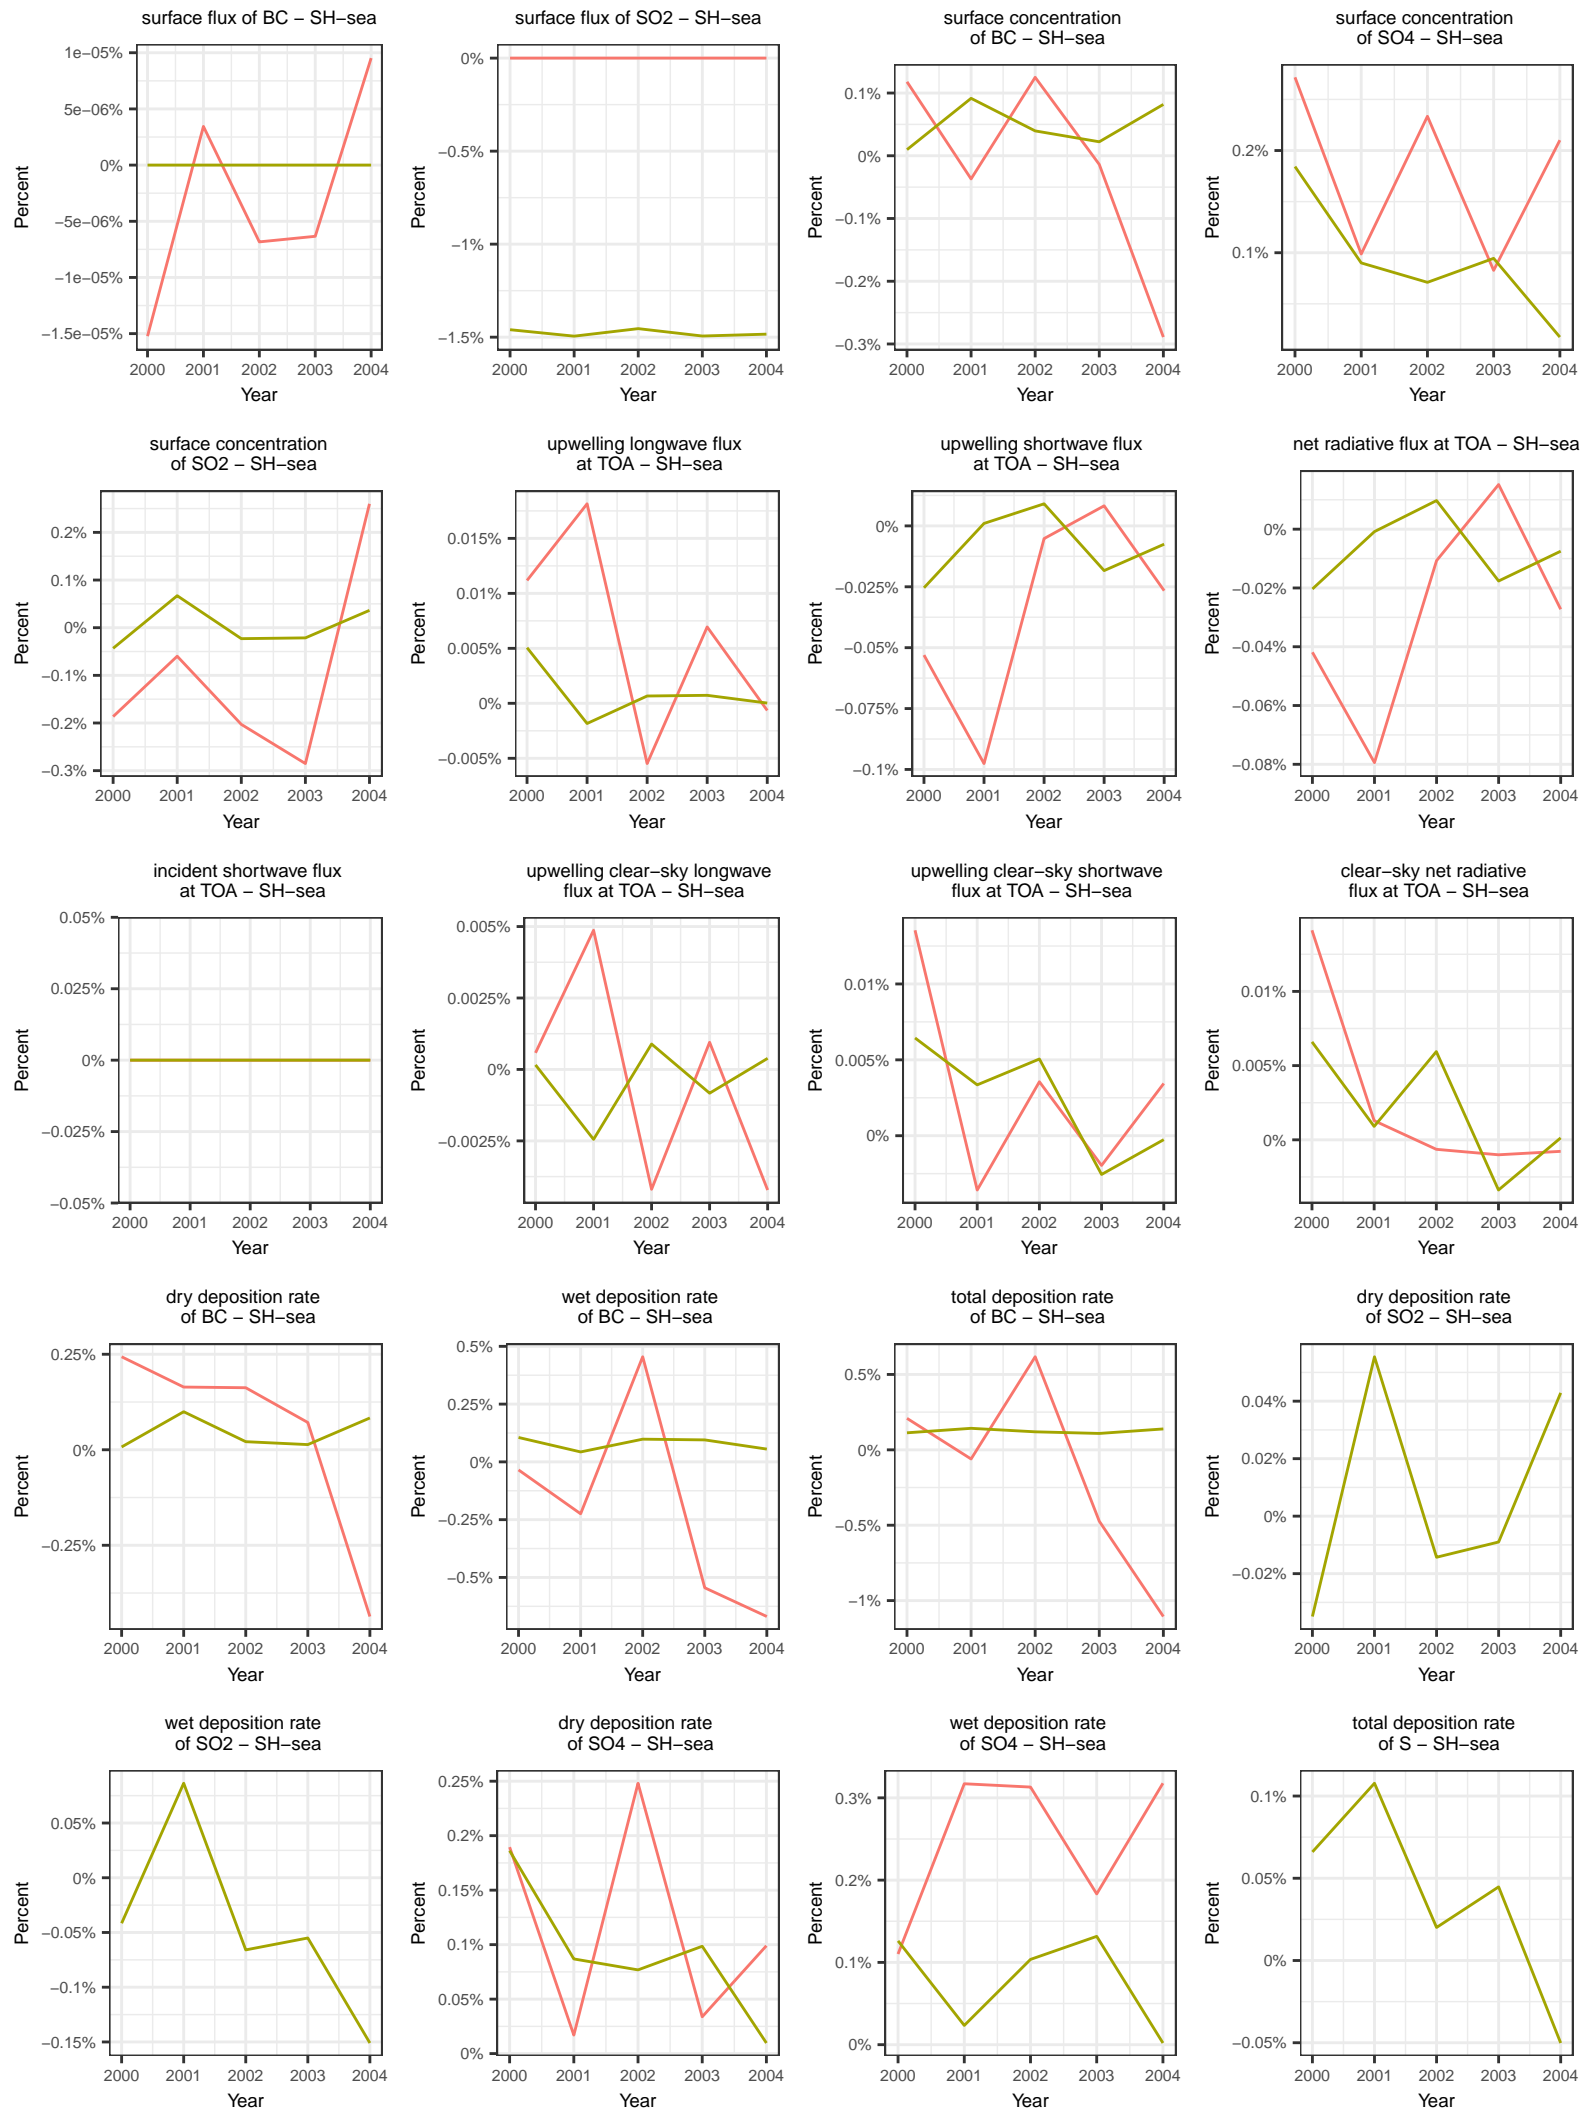 surface flux of BC − SH−sea
1e−05%
5e−06%
0%
−5e−06%
−1e−05%
−1.5e−05%
Percent
2000 2001 2002 2003 2004
Year
surface flux of SO2 − SH−sea
0%
−0.5%
−1%
−1.5%
Percent
2000 2001 2002 2003 2004
Year
surface concentration
of BC − SH−sea
0.1%
0%
−0.1%
−0.2%
−0.3%
Percent
2000 2001 2002 2003 2004
Year
surface concentration
of SO4 − SH−sea
0.2%
0.1%
Percent
2000 2001 2002 2003 2004
Year
surface concentration
of SO2 − SH−sea
0.2%
0.1%
0%
−0.1%
−0.2%
−0.3%
Percent
2000 2001 2002 2003 2004
Year
upwelling longwave flux
at TOA − SH−sea
0.015%
0.01%
0.005%
0%
−0.005%
Percent
2000 2001 2002 2003 2004
Year
upwelling shortwave flux
at TOA − SH−sea
0%
−0.025%
−0.05%
−0.075%
−0.1%
Percent
2000 2001 2002 2003 2004
Year
net radiative flux at TOA − SH−sea
0%
−0.02%
−0.04%
−0.06%
−0.08%
Percent
2000 2001 2002 2003 2004
Year
incident shortwave flux
at TOA − SH−sea
0.05%
0.025%
0%
−0.025%
−0.05%
Percent
2000 2001 2002 2003 2004
Year
upwelling clear−sky longwave
flux at TOA − SH−sea
0.005%
0.0025%
0%
−0.0025%
Percent
2000 2001 2002 2003 2004
Year
upwelling clear−sky shortwave
flux at TOA − SH−sea
0.01%
0.005%
0%
Percent
2000 2001 2002 2003 2004
Year
clear−sky net radiative
flux at TOA − SH−sea
0.01%
0.005%
0%
Percent
2000 2001 2002 2003 2004
Year
dry deposition rate
of BC − SH−sea
0.25%
0%
−0.25%
Percent
2000 2001 2002 2003 2004
Year
wet deposition rate
of BC − SH−sea
0.5%
0.25%
0%
−0.25%
−0.5%
Percent
2000 2001 2002 2003 2004
Year
total deposition rate
of BC − SH−sea
0.5%
0%
−0.5%
−1%
Percent
2000 2001 2002 2003 2004
Year
dry deposition rate
of SO2 − SH−sea
0.04%
0.02%
0%
−0.02%
Percent
2000 2001 2002 2003 2004
Year
wet deposition rate
of SO2 − SH−sea
0.05%
0%
−0.05%
−0.1%
−0.15%
Percent
2000 2001 2002 2003 2004
Year
dry deposition rate
of SO4 − SH−sea
0.25%
0.2%
0.15%
0.1%
0.05%
0%
Percent
2000 2001 2002 2003 2004
Year
wet deposition rate
of SO4 − SH−sea
0.3%
0.2%
0.1%
0%
Percent
2000 2001 2002 2003 2004
Year
total deposition rate
of S − SH−sea
0.1%
0.05%
0%
−0.05%
Percent
2000 2001 2002 2003 2004
Year